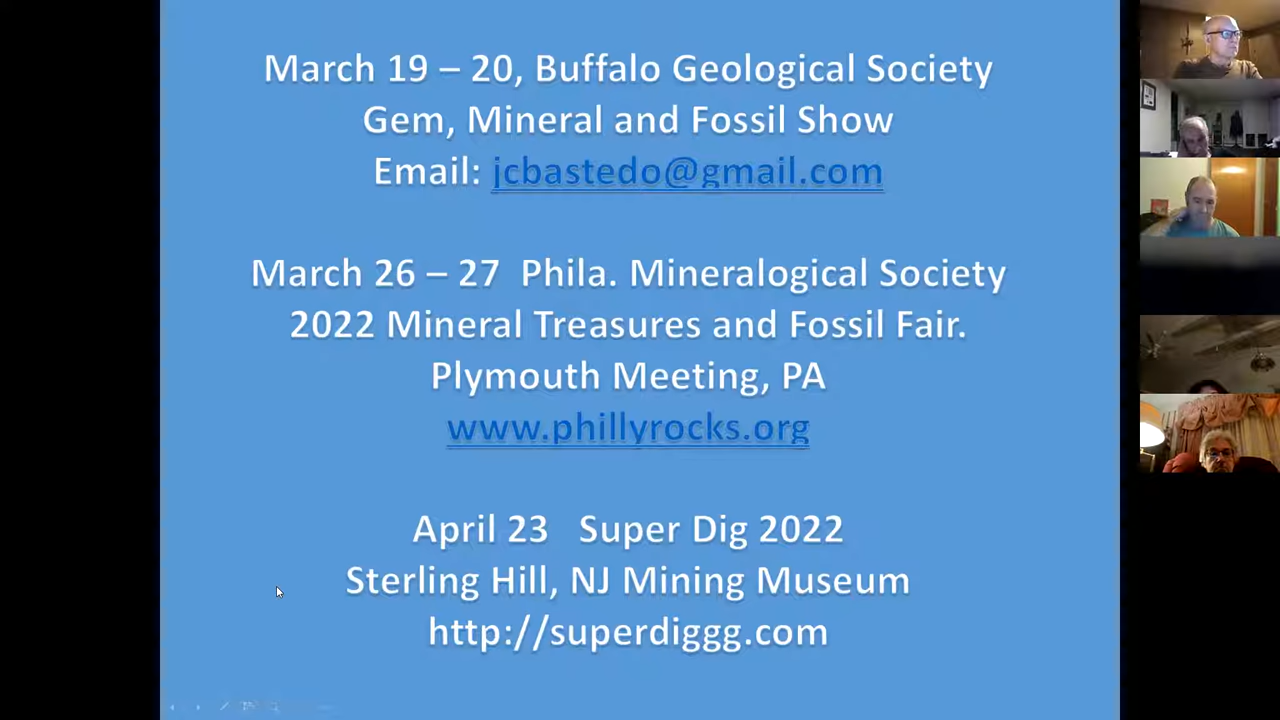 March 19 – 20, Buffalo Geological Society
Gem, Mineral and Fossil Show
Email: jcbastedo@gmail.com
March 26 – 27  Phila. Mineralogical Society
2022 Mineral Treasures and Fossil Fair.
Plymouth Meeting, PA
www.phillyrocks.org
April 23   Super Dig 2022
Sterling Hill, NJ Mining Museum
http://superdiggg.com